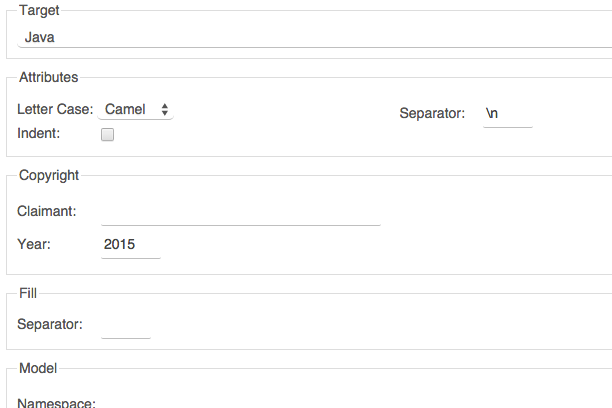 Target
Java
Attributes
Letter Case: Camel Separator: \n
Indent:
Copyright
Claimant:
Year: 2015
Fill
Separator:
Model
Namespace: